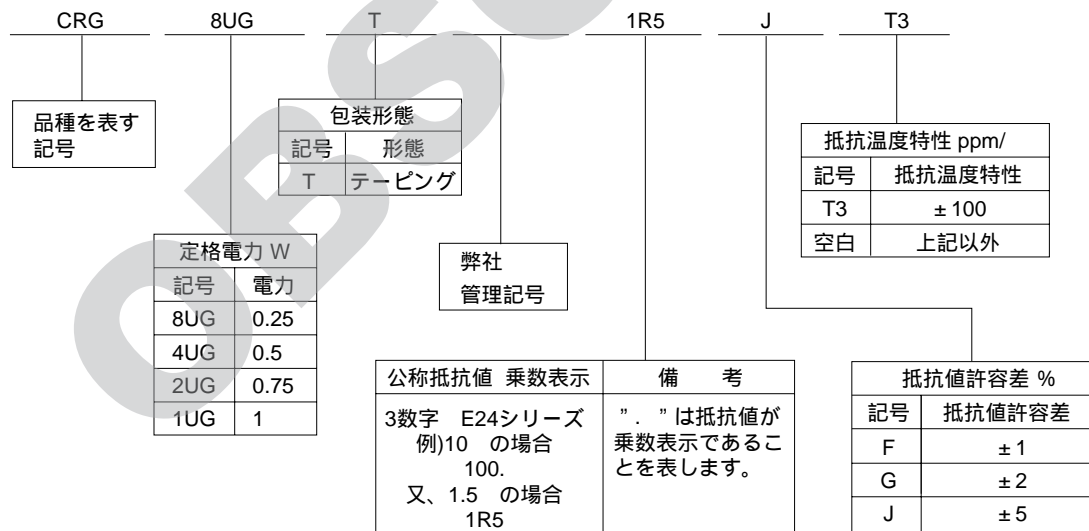 CRG 8UG T 1R5 J T3
品種を表す
記号
包装形態
記号 形態
T テーピング
抵抗温度特性 ppm/
記号 抵抗温度特性
T3 ±100
空白 上記以外
定格電力 W
記号 電力
8UG 0.25
4UG 0.5
2UG 0.75
1UG 1
弊社
管理記号
公称抵抗値 乗数表示 備 考
3数字 E24シリーズ
例)10 の場合
100.
又、1.5 の場合
1R5
” . ” は抵抗値が
乗数表示であるこ
とを表します。
抵抗値許容差 %
記号 抵抗値許容差
F ±1
G ±2
J ±5